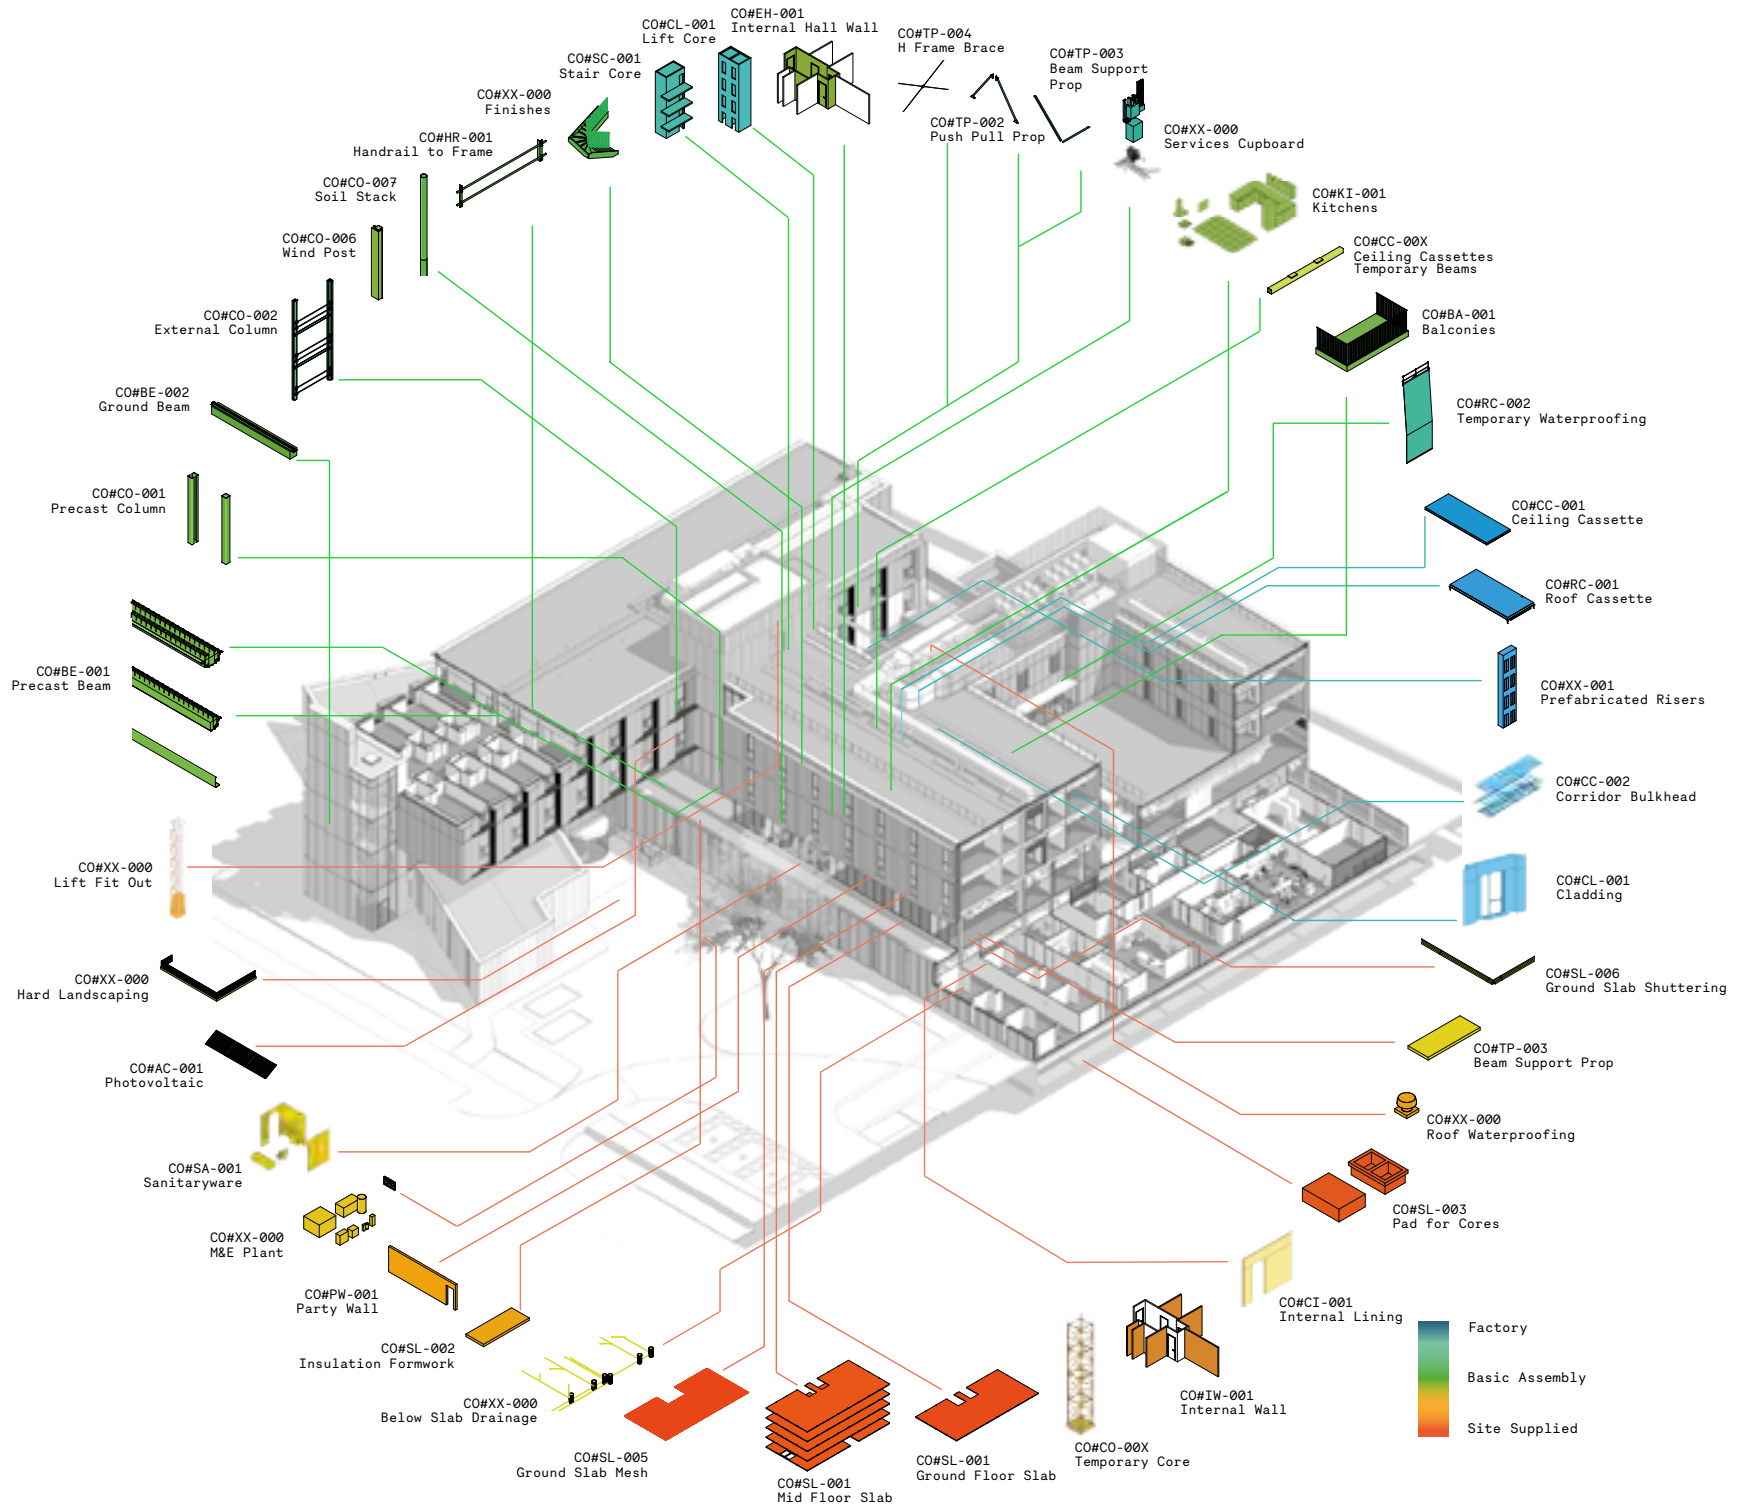 CO#EH-001
Internal Hall Wall
CO#CL-001
Lift Core
CO#TP-004
H Frame Brace
CO#TP-003
Beam Support
Prop
CO#SC-001
Stair Core
CO#XX-000
Finishes
CO#TP-002
Push Pull Prop
CO#XX-000
Services Cupboard
CO#HR-001
Handrail to Frame
CO#CO-007
Soil Stack
CO#KI-001
Kitchens
CO#CO-006
Wind Post
CO#CC-00X
Ceiling Cassettes
Temporary Beams
CO#CO-002
External Column
CO#BA-001
Balconies
CO#BE-002
Ground Beam
CO#RC-002
Temporary Waterproofing
CO#CO-001
Precast Column
CO#CC-001
Ceiling Cassette
CO#RC-001
Roof Cassette
CO#BE-001
Precast Beam
CO#XX-001
Prefabricated Risers
CO#CC-002
Corridor Bulkhead
CO#XX-000
Lift Fit Out
CO#CL-001
Cladding
CO#XX-000
Hard Landscaping
CO#SL-006
Ground Slab Shuttering
CO#AC-001
Photovoltaic
CO#TP-003
Beam Support Prop
CO#XX-000
Roof Waterproofing
CO#SA-001
Sanitaryware
CO#SL-003
Pad for Cores
CO#XX-000
M&E Plant
CO#PW-001
Party Wall
CO#CI-001
Internal Lining
CO#SL-002
Insulation Formwork
CO#XX-000
Below Slab Drainage
CO#IW-001
Internal Wall
CO#SL-005
Ground Slab Mesh
CO#SL-001
Mid Floor Slab
CO#SL-001
Ground Floor Slab
CO#CO-00X
Temporary Core
Factory
Basic Assembly
Site Supplied